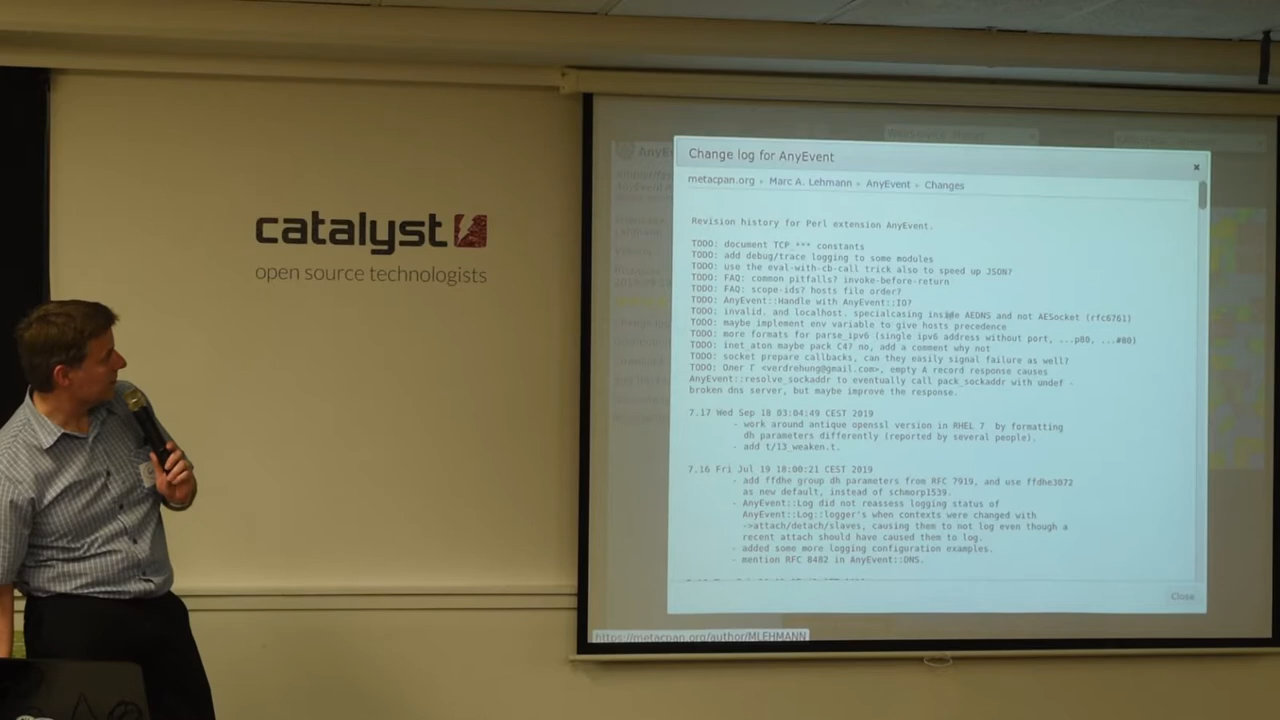 catalyst
open source technologists
Change log for AnyEvent
metacpan.org Marc A. Lehmann AnyEvent Changes
Revision history for Perl extension AnyEvent.
TODO: document TCP_*** constants
TODO: add debug/trace logging to some modules
TODO: use the eval-with-cb-call trick also to speed up JSON?
TODO: FAQ: common pitfalls? invoke-before-return
TODO: FAQ: scope-ids? hosts file order?
TODO: AnyEvent::Handle with AnyEvent::IO?
TODO: invalid. and localhost. specialcasing inside AEDNS and not AESocket (rfc6761)
TODO: maybe implement env variable to give hosts precedence
TODO: more formats for parse_ipv6 (single ipv6 address without port, ...p80, ...#80)
TODO: inet_aton maybe pack C4? no, add a comment why not
TODO: socket prepare callbacks, can they easily signal failure as well?
TODO: Oner Г <verdrehung@gmail.com>, empty A record response causes
AnyEvent::resolve_sockaddr to eventually call pack_sockaddr with undef -
broken dns server, but maybe improve the response.
7.17 Wed Sep 18 03:04:49 CEST 2019
- work around antique openssl version in RHEL 7 by formatting
dh parameters differently (reported by several people).
- add t/13_weaken.t.
7.16 Fri Jul 19 18:00:21 CEST 2019
- add ffdhe group dh parameters from RFC 7919, and use ffdhe3072
as new default, instead of schmorp1539.
- AnyEvent::Log did not reassess logging status of
AnyEvent::Log::logger's when contexts were changed with
->attach/detach/slaves, causing them to not log even though a
recent attach should have caused them to log.
- added some more logging configuration examples.
- mention RFC 8482 in AnyEvent::DNS.
Close
https://metacpan.org/author/MLEHMANN